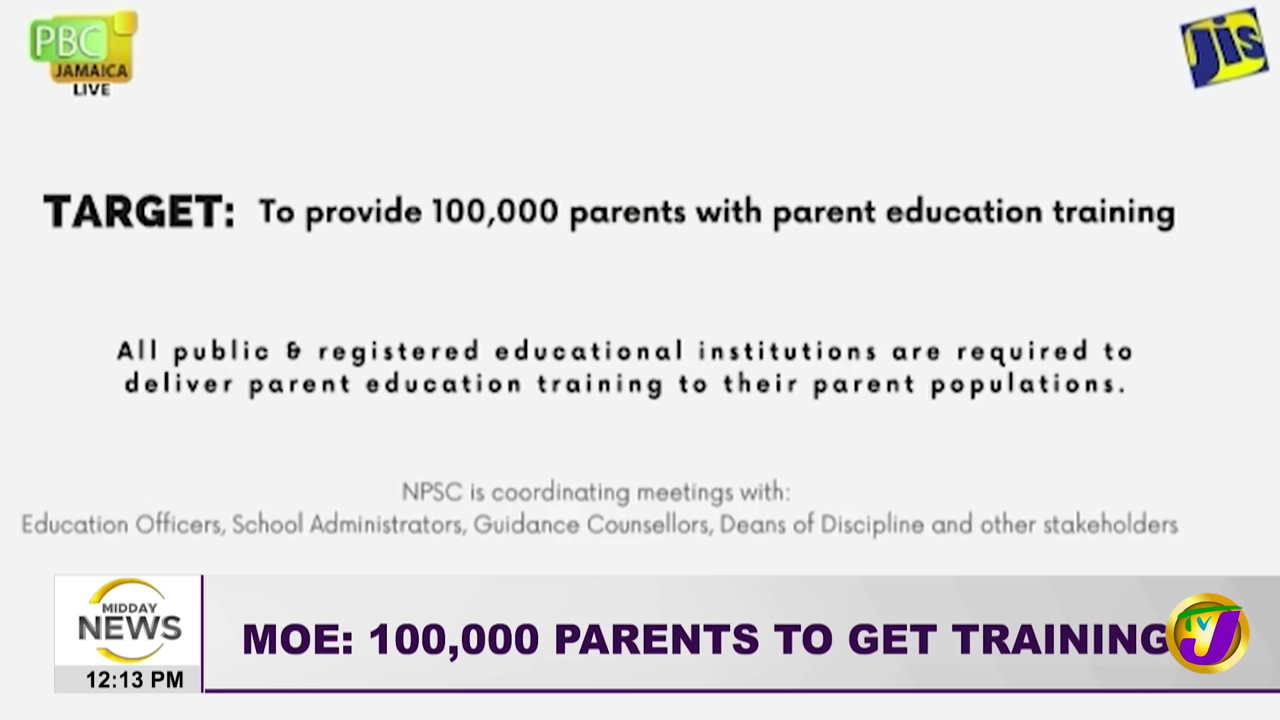 PBC
JAMAICA
LIVE
Jis
TARGET: To provide 100,000 parents with parent education training
All public & registered educational institutions are required to
deliver parent education training to their parent populations.
NPSC is coordinating meetings with:
Education Officers, School Administrators, Guidance Counsellors, Deans of Discipline and other stakeholders
MIDDAY
NEWS
12:13 PM
MOE: 100,000 PARENTS TO GET TRAINING
TVJ